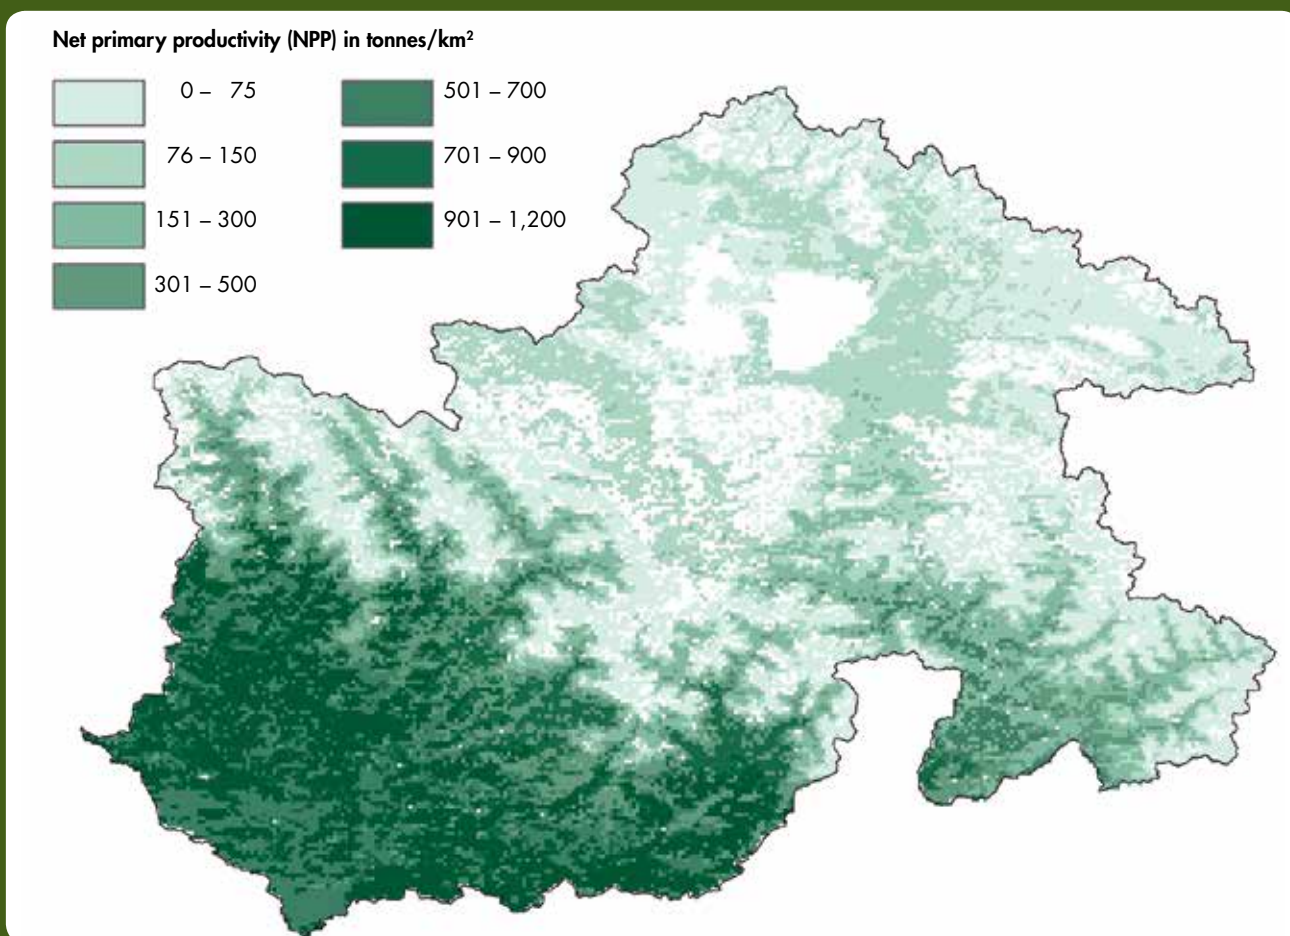 Net primary productivity (NPP) in tonnes/km²
0 – 75
76 – 150
151 – 300
301 – 500
501 – 700
701 – 900
901 – 1,200